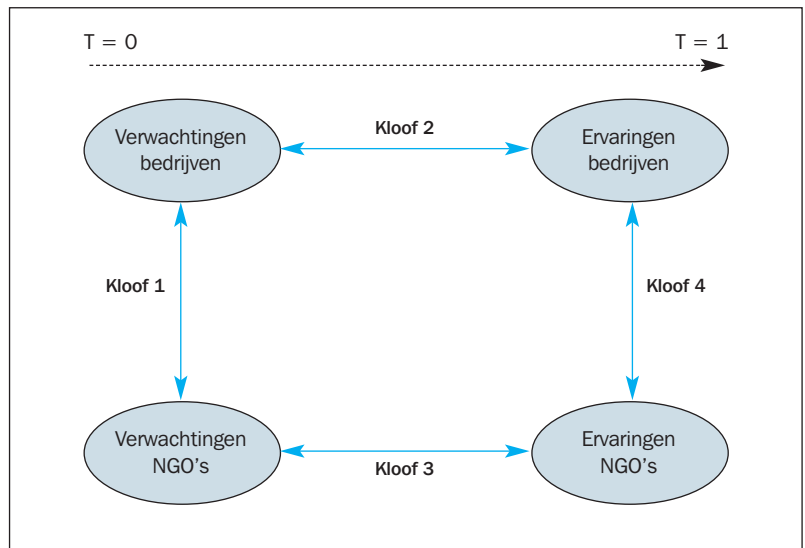 T = 0
T = 1
Verwachtingen
bedrijven
Kloof 2
Ervaringen
bedrijven
Kloof 1
Kloof 4
Verwachtingen
NGO's
Kloof 3
Ervaringen
NGO's